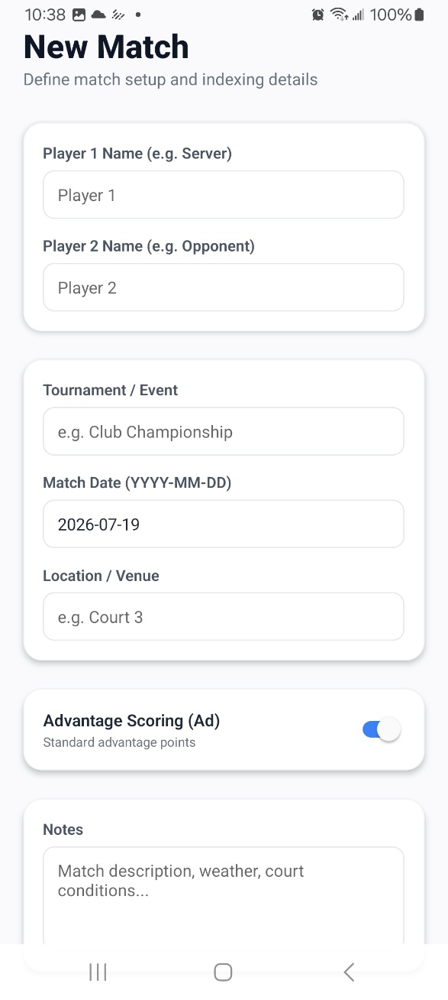 10:38
100%
New Match
Define match setup and indexing details
Player 1 Name (e.g. Server)
Player 1
Player 2 Name (e.g. Opponent)
Player 2
Tournament / Event
e.g. Club Championship
Match Date (YYYY-MM-DD)
2026-07-19
Location / Venue
e.g. Court 3
Advantage Scoring (Ad)
Standard advantage points
Notes
Match description, weather, court
conditions...